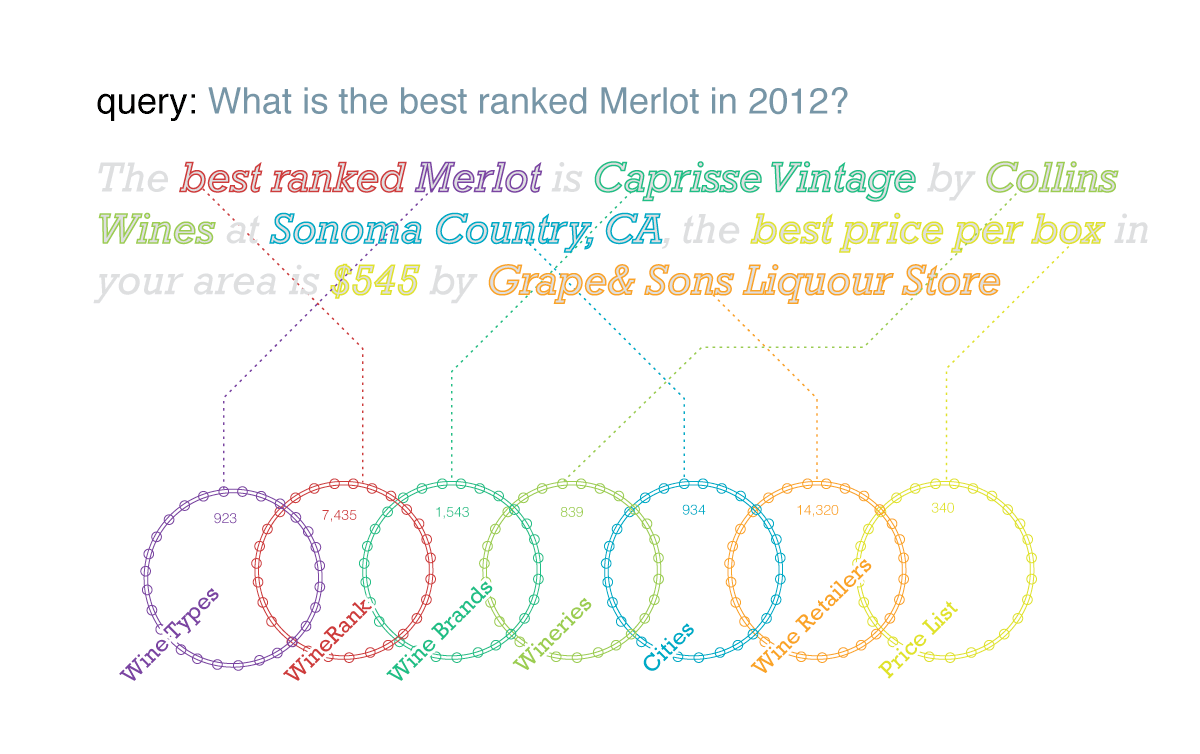 query: What is the best ranked Merlot in 2012?
The best ranked Merlot is Caprisse Vintage by Collins
Wines at Sonoma Country, CA, the best price per box in
your area is $545 by Grape& Sons Liquour Store
923
7,435
1,543
839
934
14,320
340
Wine Types
WineRank
Wine Brands
Wineries
Cities
Wine Retailers
Price List